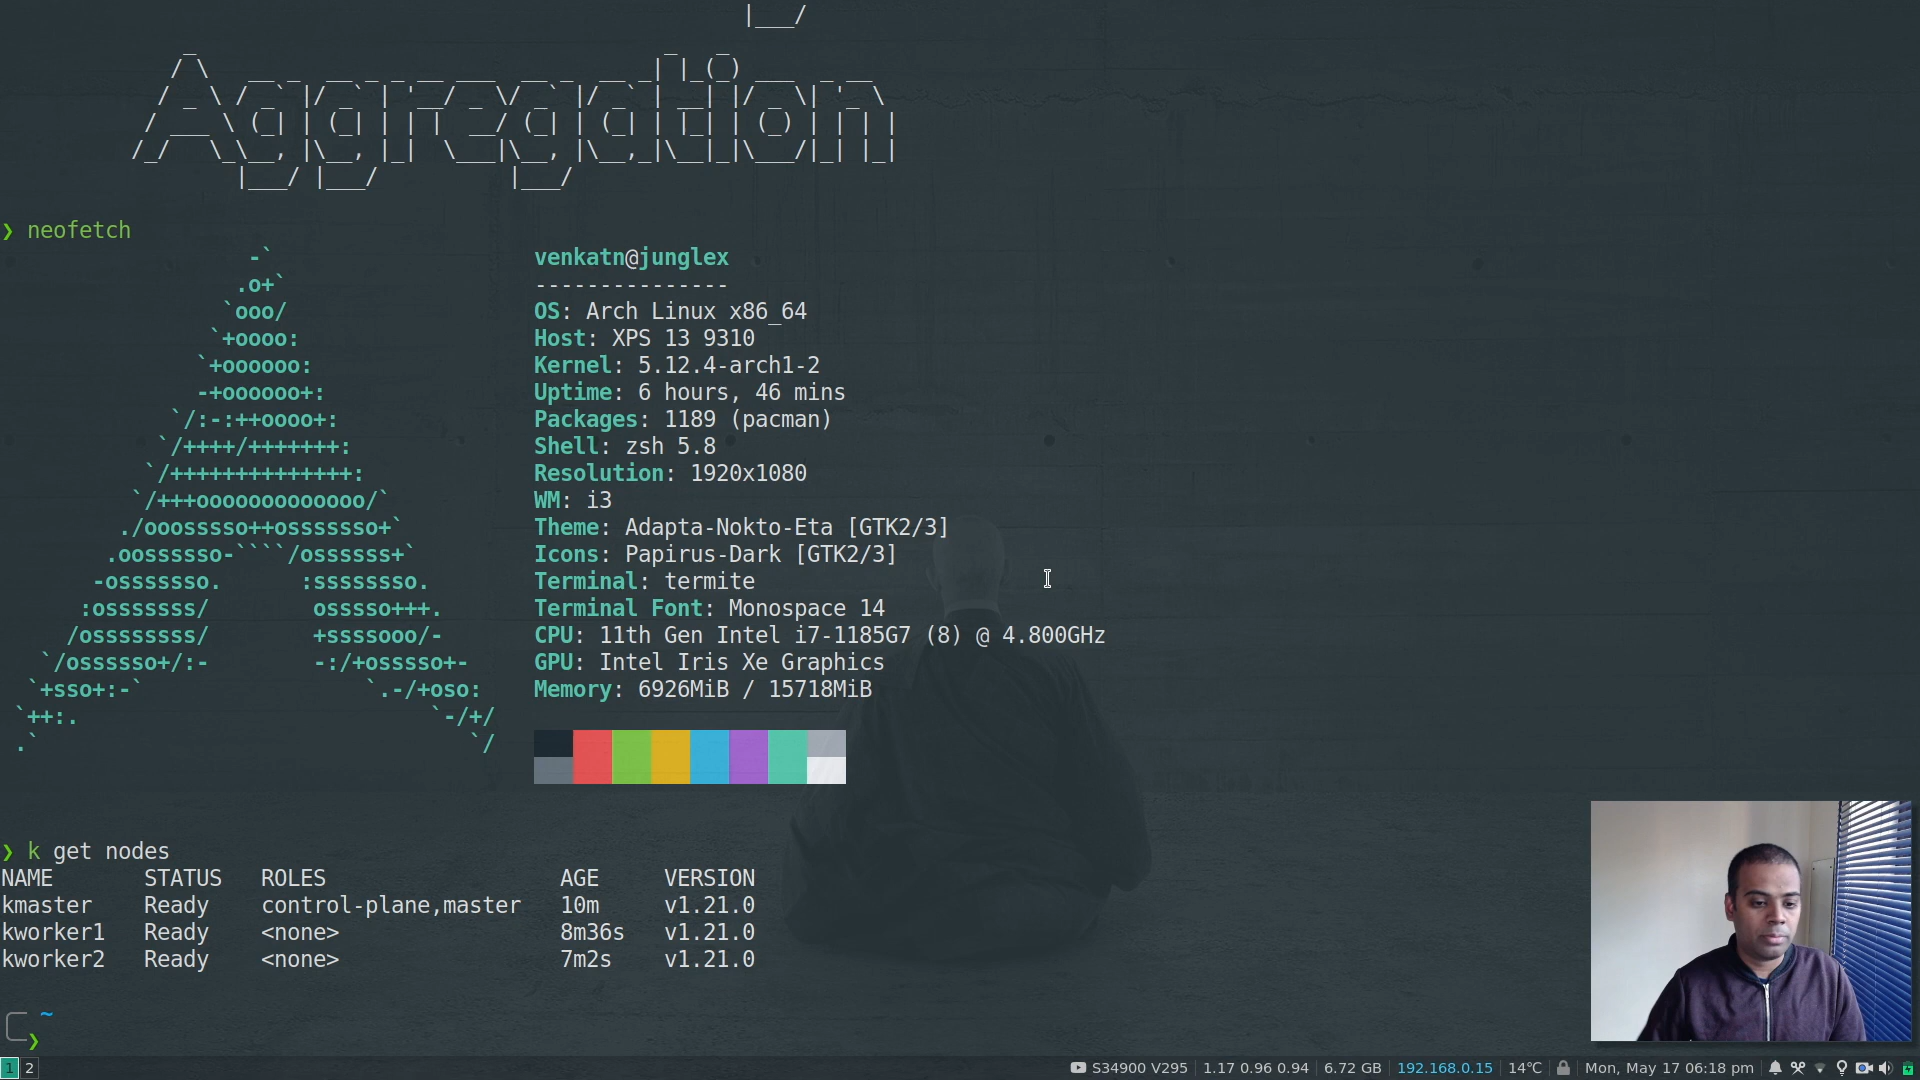 Aggregation
❯ neofetch
venkatn@junglex
---------------
OS: Arch Linux x86_64
Host: XPS 13 9310
Kernel: 5.12.4-arch1-2
Uptime: 6 hours, 46 mins
Packages: 1189 (pacman)
Shell: zsh 5.8
Resolution: 1920x1080
WM: i3
Theme: Adapta-Nokto-Eta [GTK2/3]
Icons: Papirus-Dark [GTK2/3]
Terminal: termite
Terminal Font: Monospace 14
CPU: 11th Gen Intel i7-1185G7 (8) @ 4.800GHz
GPU: Intel Iris Xe Graphics
Memory: 6926MiB / 15718MiB
❯ k get nodes
NAME STATUS ROLES AGE VERSION
kmaster Ready control-plane,master 10m v1.21.0
kworker1 Ready <none> 8m36s v1.21.0
kworker2 Ready <none> 7m2s v1.21.0
~
❯
1 2 S34900 V295 1.17 0.96 0.94 6.72 GB 192.168.0.15 14℃ Mon, May 17 06:18 pm